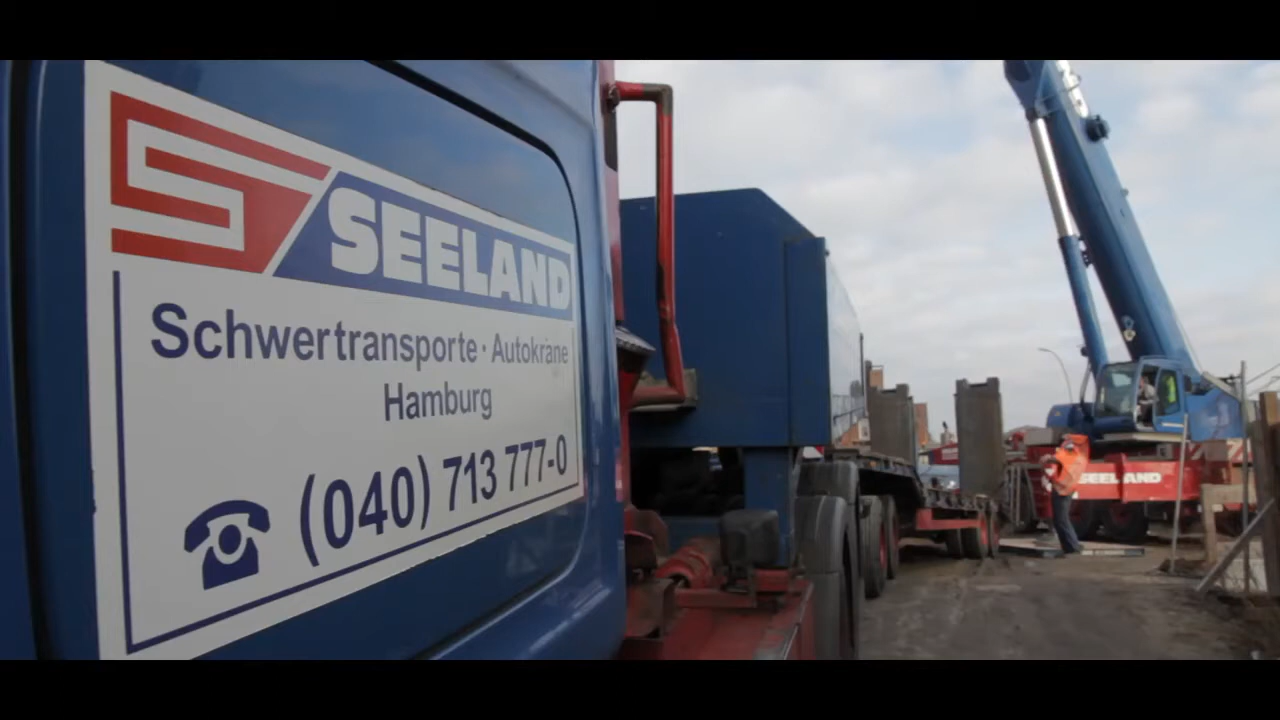 SEELAND
Schwertransporte · Autokrane
Hamburg
(040) 713 777-0
SEELAND